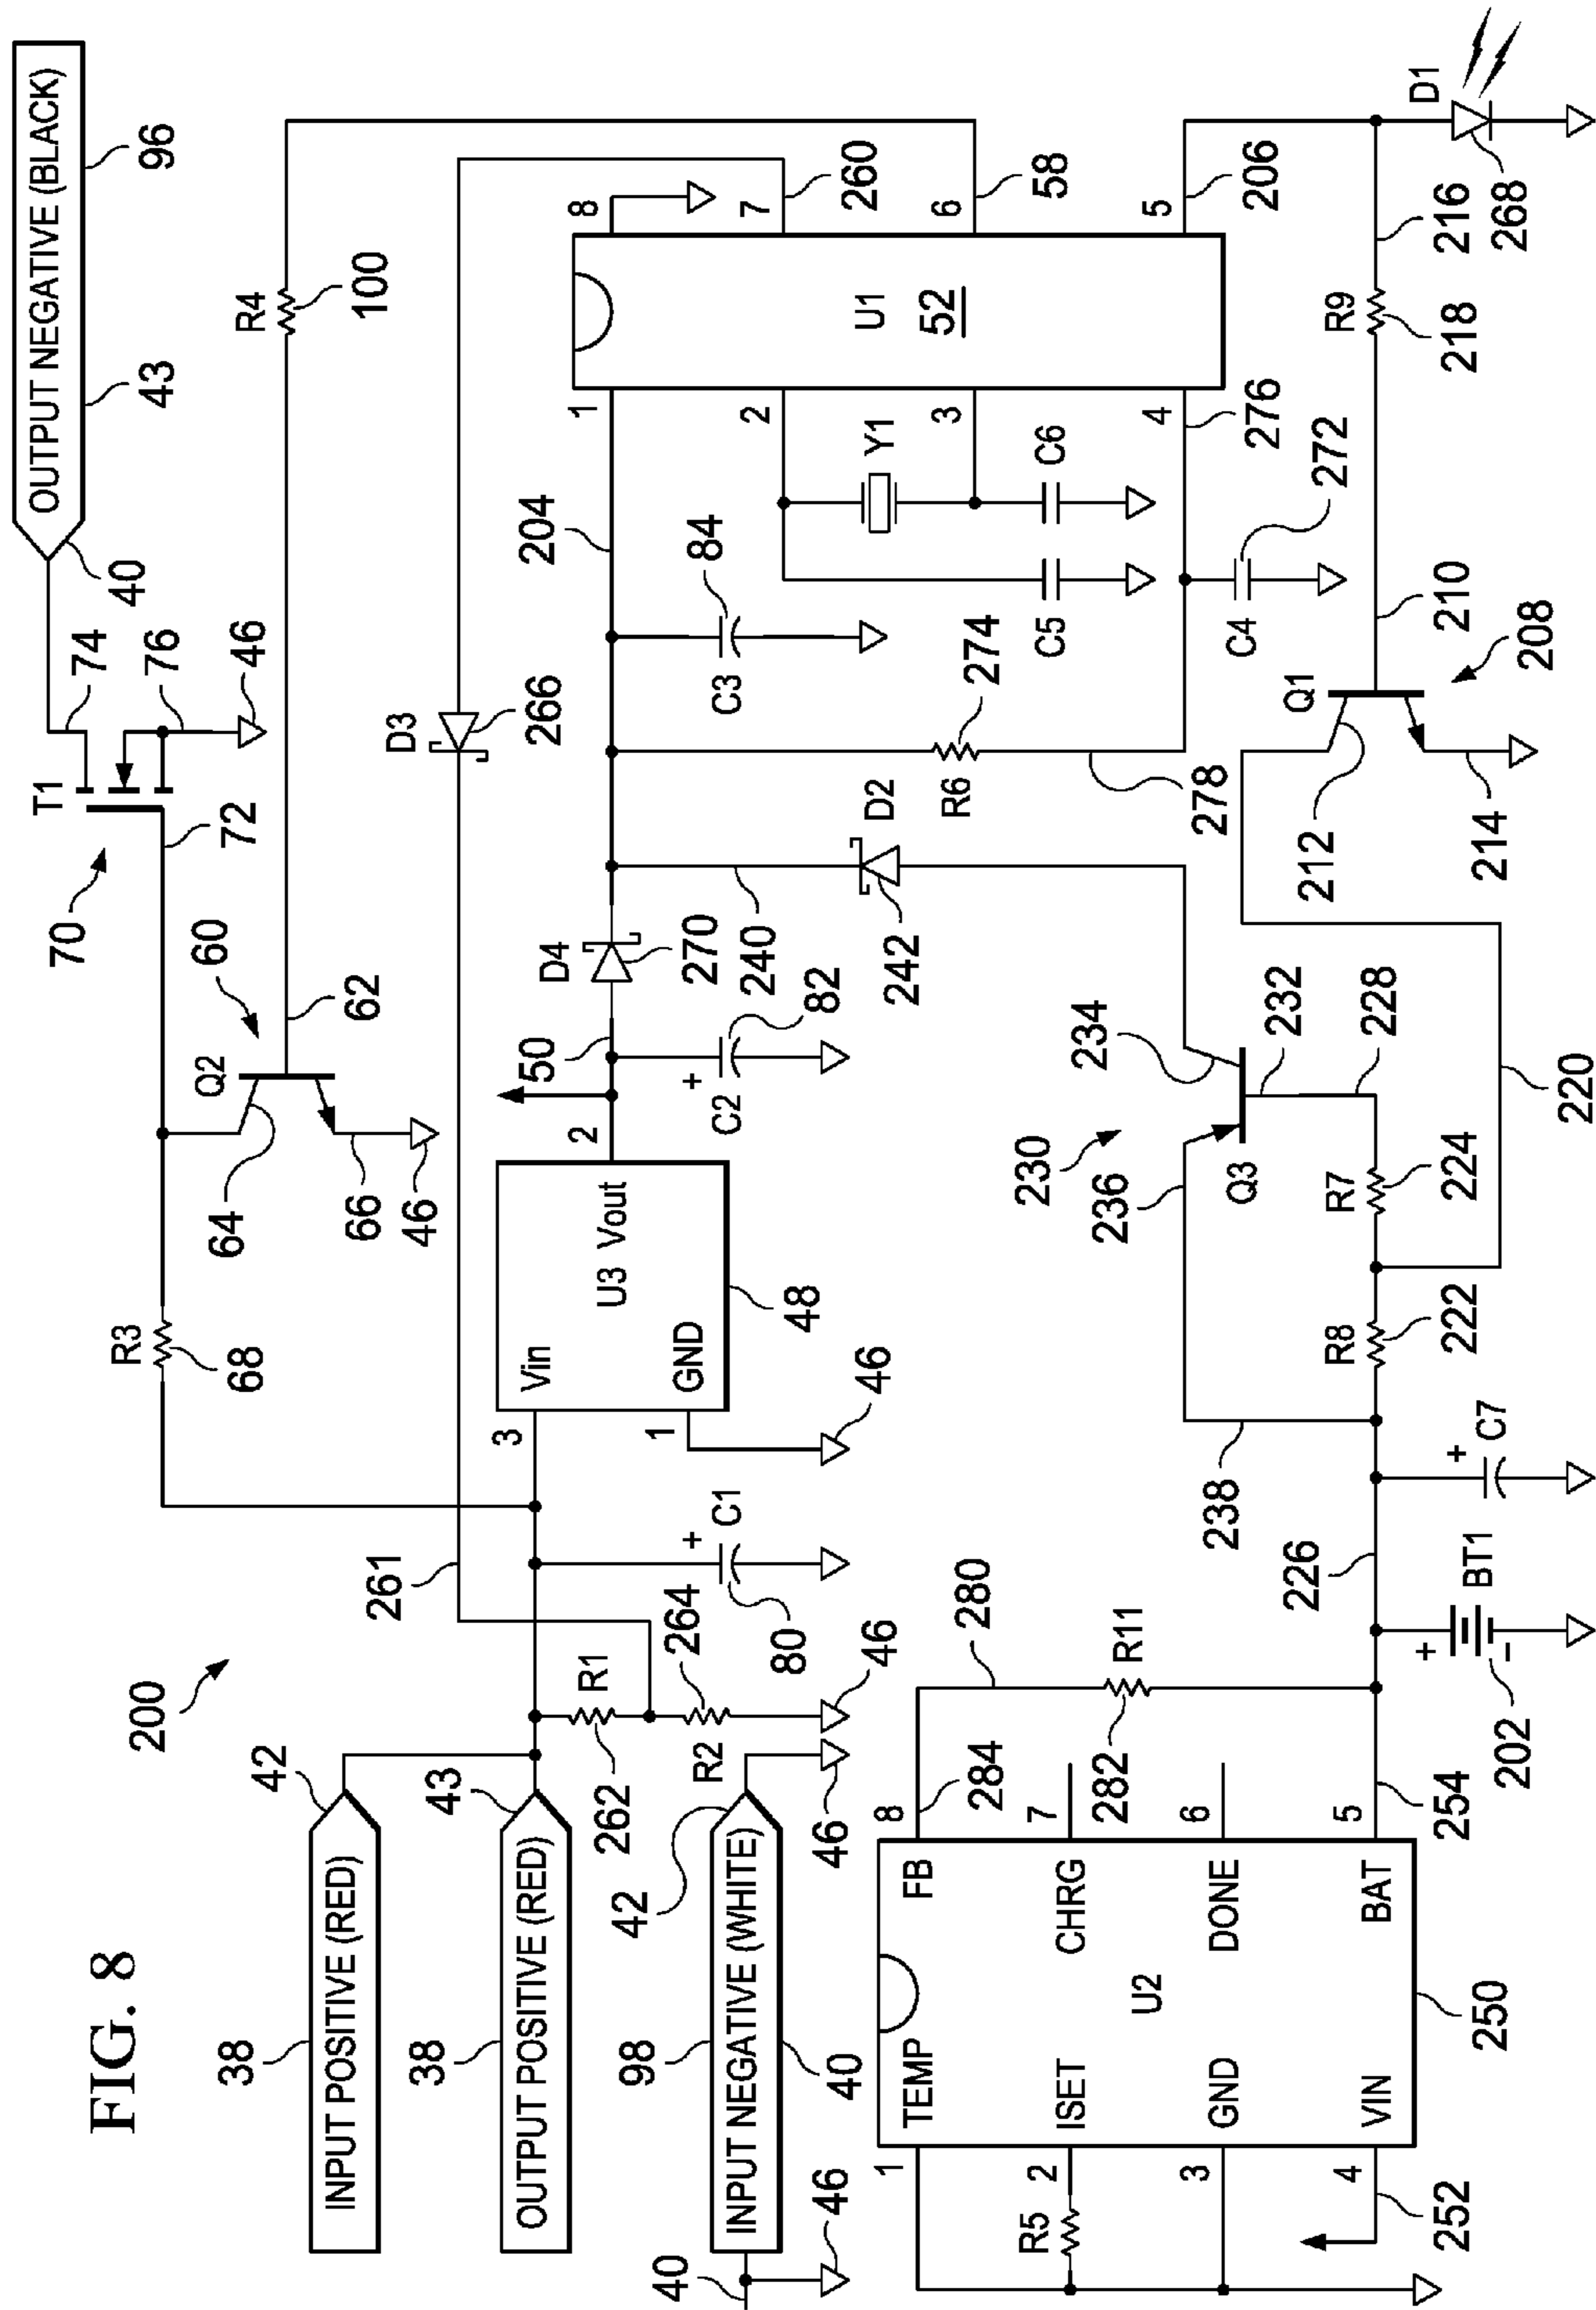 FIG. 8
200
38
INPUT POSITIVE (RED)
42
38
OUTPUT POSITIVE (RED)
43
98
INPUT NEGATIVE (WHITE)
40
42
40
46
46
46
262
R1
R2
264
261
80
C1
+
R3
68
3
Vin
U3 Vout
GND
1
2
48
46
50
+
C2
82
D4
270
240
64
Q2
60
62
66
46
70
T1
72
74
76
46
40
OUTPUT NEGATIVE (BLACK)
43
96
R4
100
D3
266
204
C3
84
274
R6
278
D2
242
C5
C6
Y1
C4
272
276
1
2
3
4
U1
52
8
7
6
5
260
58
206
D1
268
216
R9
218
210
Q1
208
212
214
220
230
234
236
Q3
232
228
R7
224
R8
222
238
226
+
C7
BT1
+
–
202
280
R11
282
284
254
8
7
6
5
TEMP
FB
ISET
CHRG
U2
GND
DONE
VIN
BAT
250
1
2
3
4
R5
252